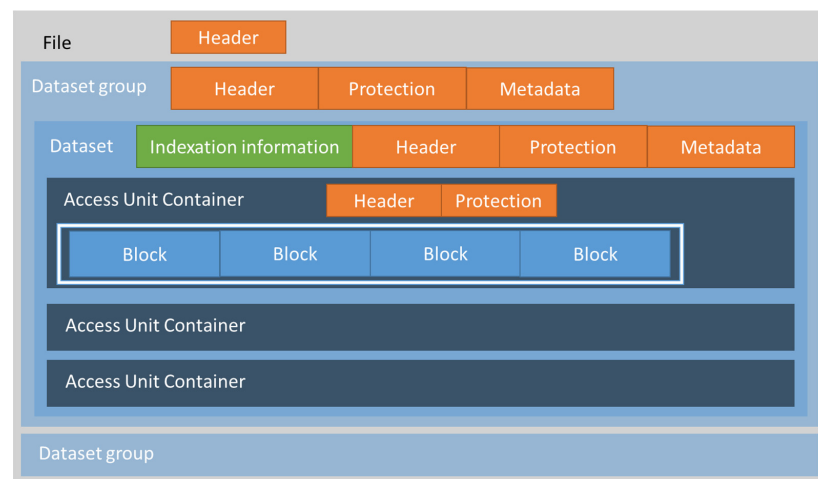 File Header
Dataset group Header Protection Metadata
Dataset Indexation information Header Protection Metadata
Access Unit Container Header Protection
Block Block Block Block
Access Unit Container
Access Unit Container
Dataset group